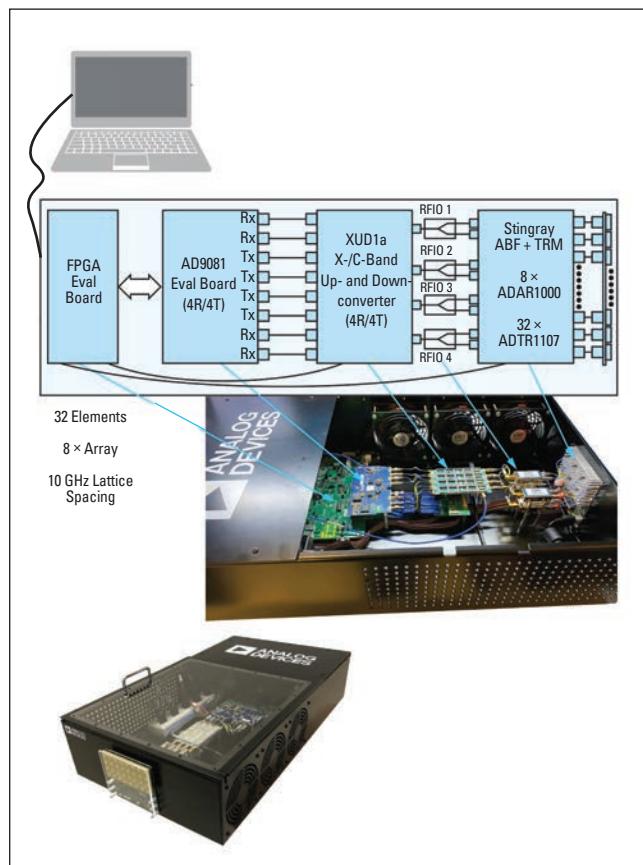 FPGA
Eval
Board
AD9081
Eval Board
(4R/4T)
Rx
Rx
Tx
Tx
Tx
Tx
Rx
Rx
XUD1a
X-/C-Band
Up- and Down-
converter
(4R/4T)
RFIO 1
RFIO 2
RFIO 3
RFIO 4
Stingray
ABF + TRM
8 ×
ADAR1000
32 ×
ADTR1107
32 Elements
8 × Array
10 GHz Lattice
Spacing
ANALOG
DEVICES
ANALOG
DEVICES